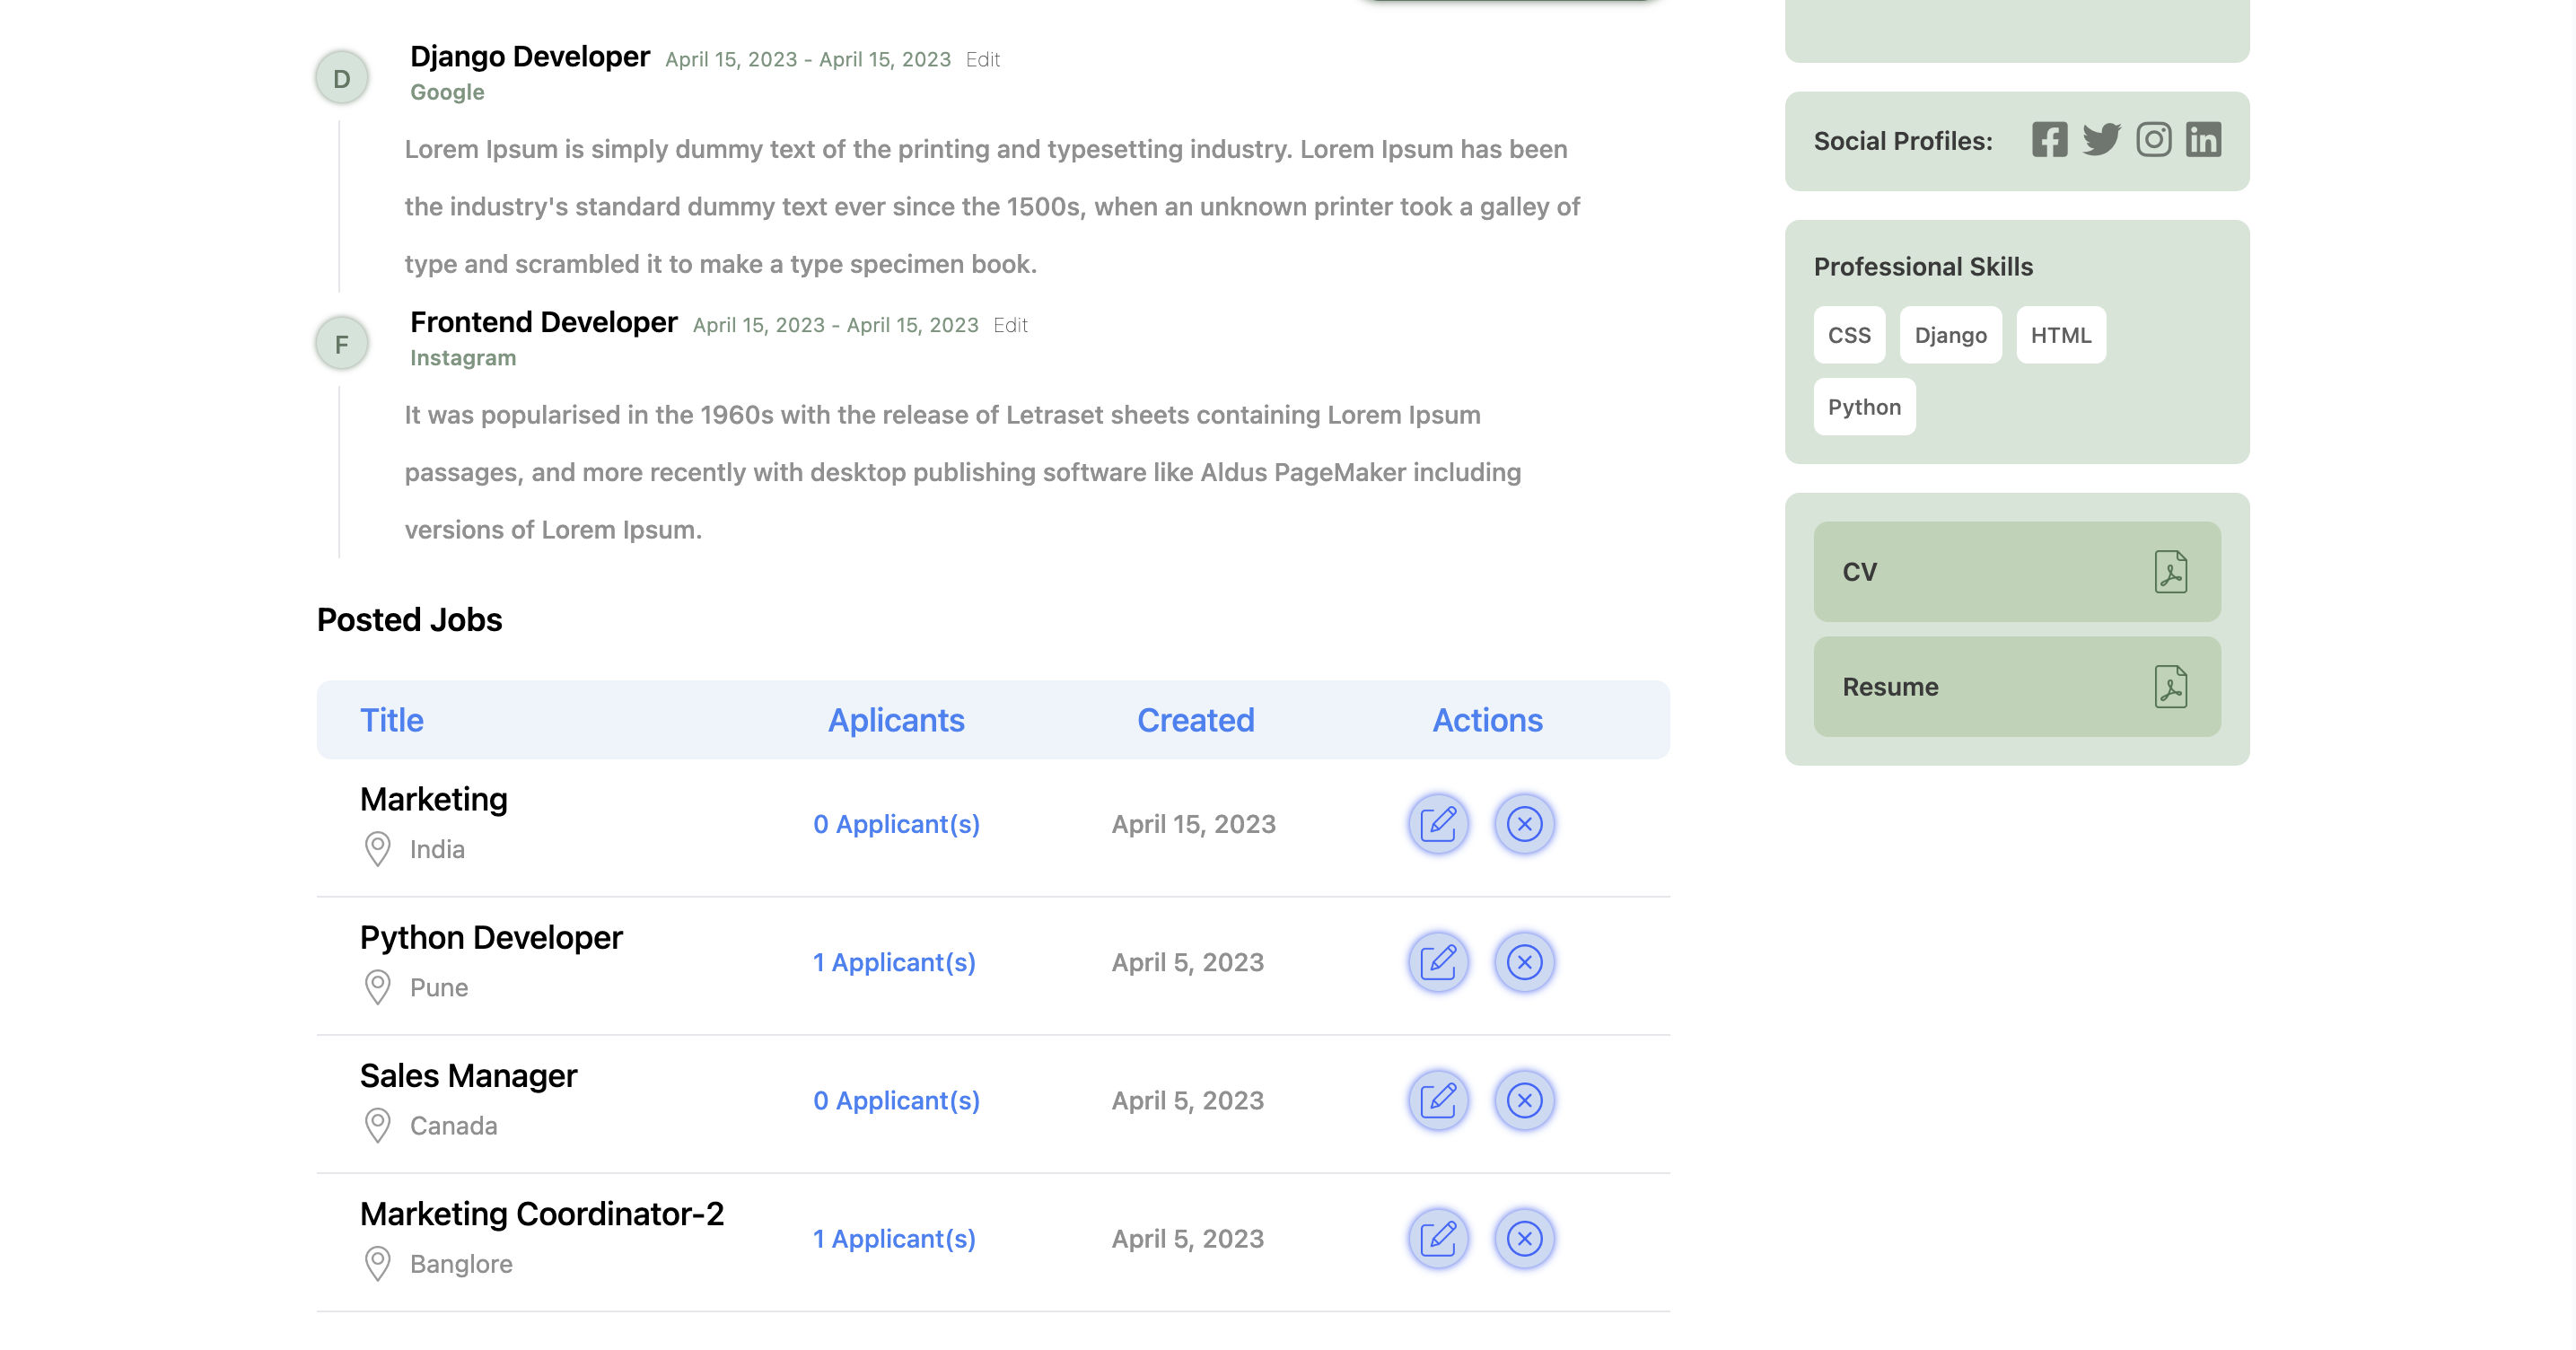 D
Django Developer April 15, 2023 - April 15, 2023 Edit
Google
Lorem Ipsum is simply dummy text of the printing and typesetting industry. Lorem Ipsum has been
the industry's standard dummy text ever since the 1500s, when an unknown printer took a galley of
type and scrambled it to make a type specimen book.
F
Frontend Developer April 15, 2023 - April 15, 2023 Edit
Instagram
It was popularised in the 1960s with the release of Letraset sheets containing Lorem Ipsum
passages, and more recently with desktop publishing software like Aldus PageMaker including
versions of Lorem Ipsum.
Posted Jobs
Title Aplicants Created Actions
Marketing
India
0 Applicant(s) April 15, 2023
Python Developer
Pune
1 Applicant(s) April 5, 2023
Sales Manager
Canada
0 Applicant(s) April 5, 2023
Marketing Coordinator-2
Banglore
1 Applicant(s) April 5, 2023
Social Profiles:
Professional Skills
CSS Django HTML
Python
CV
Resume